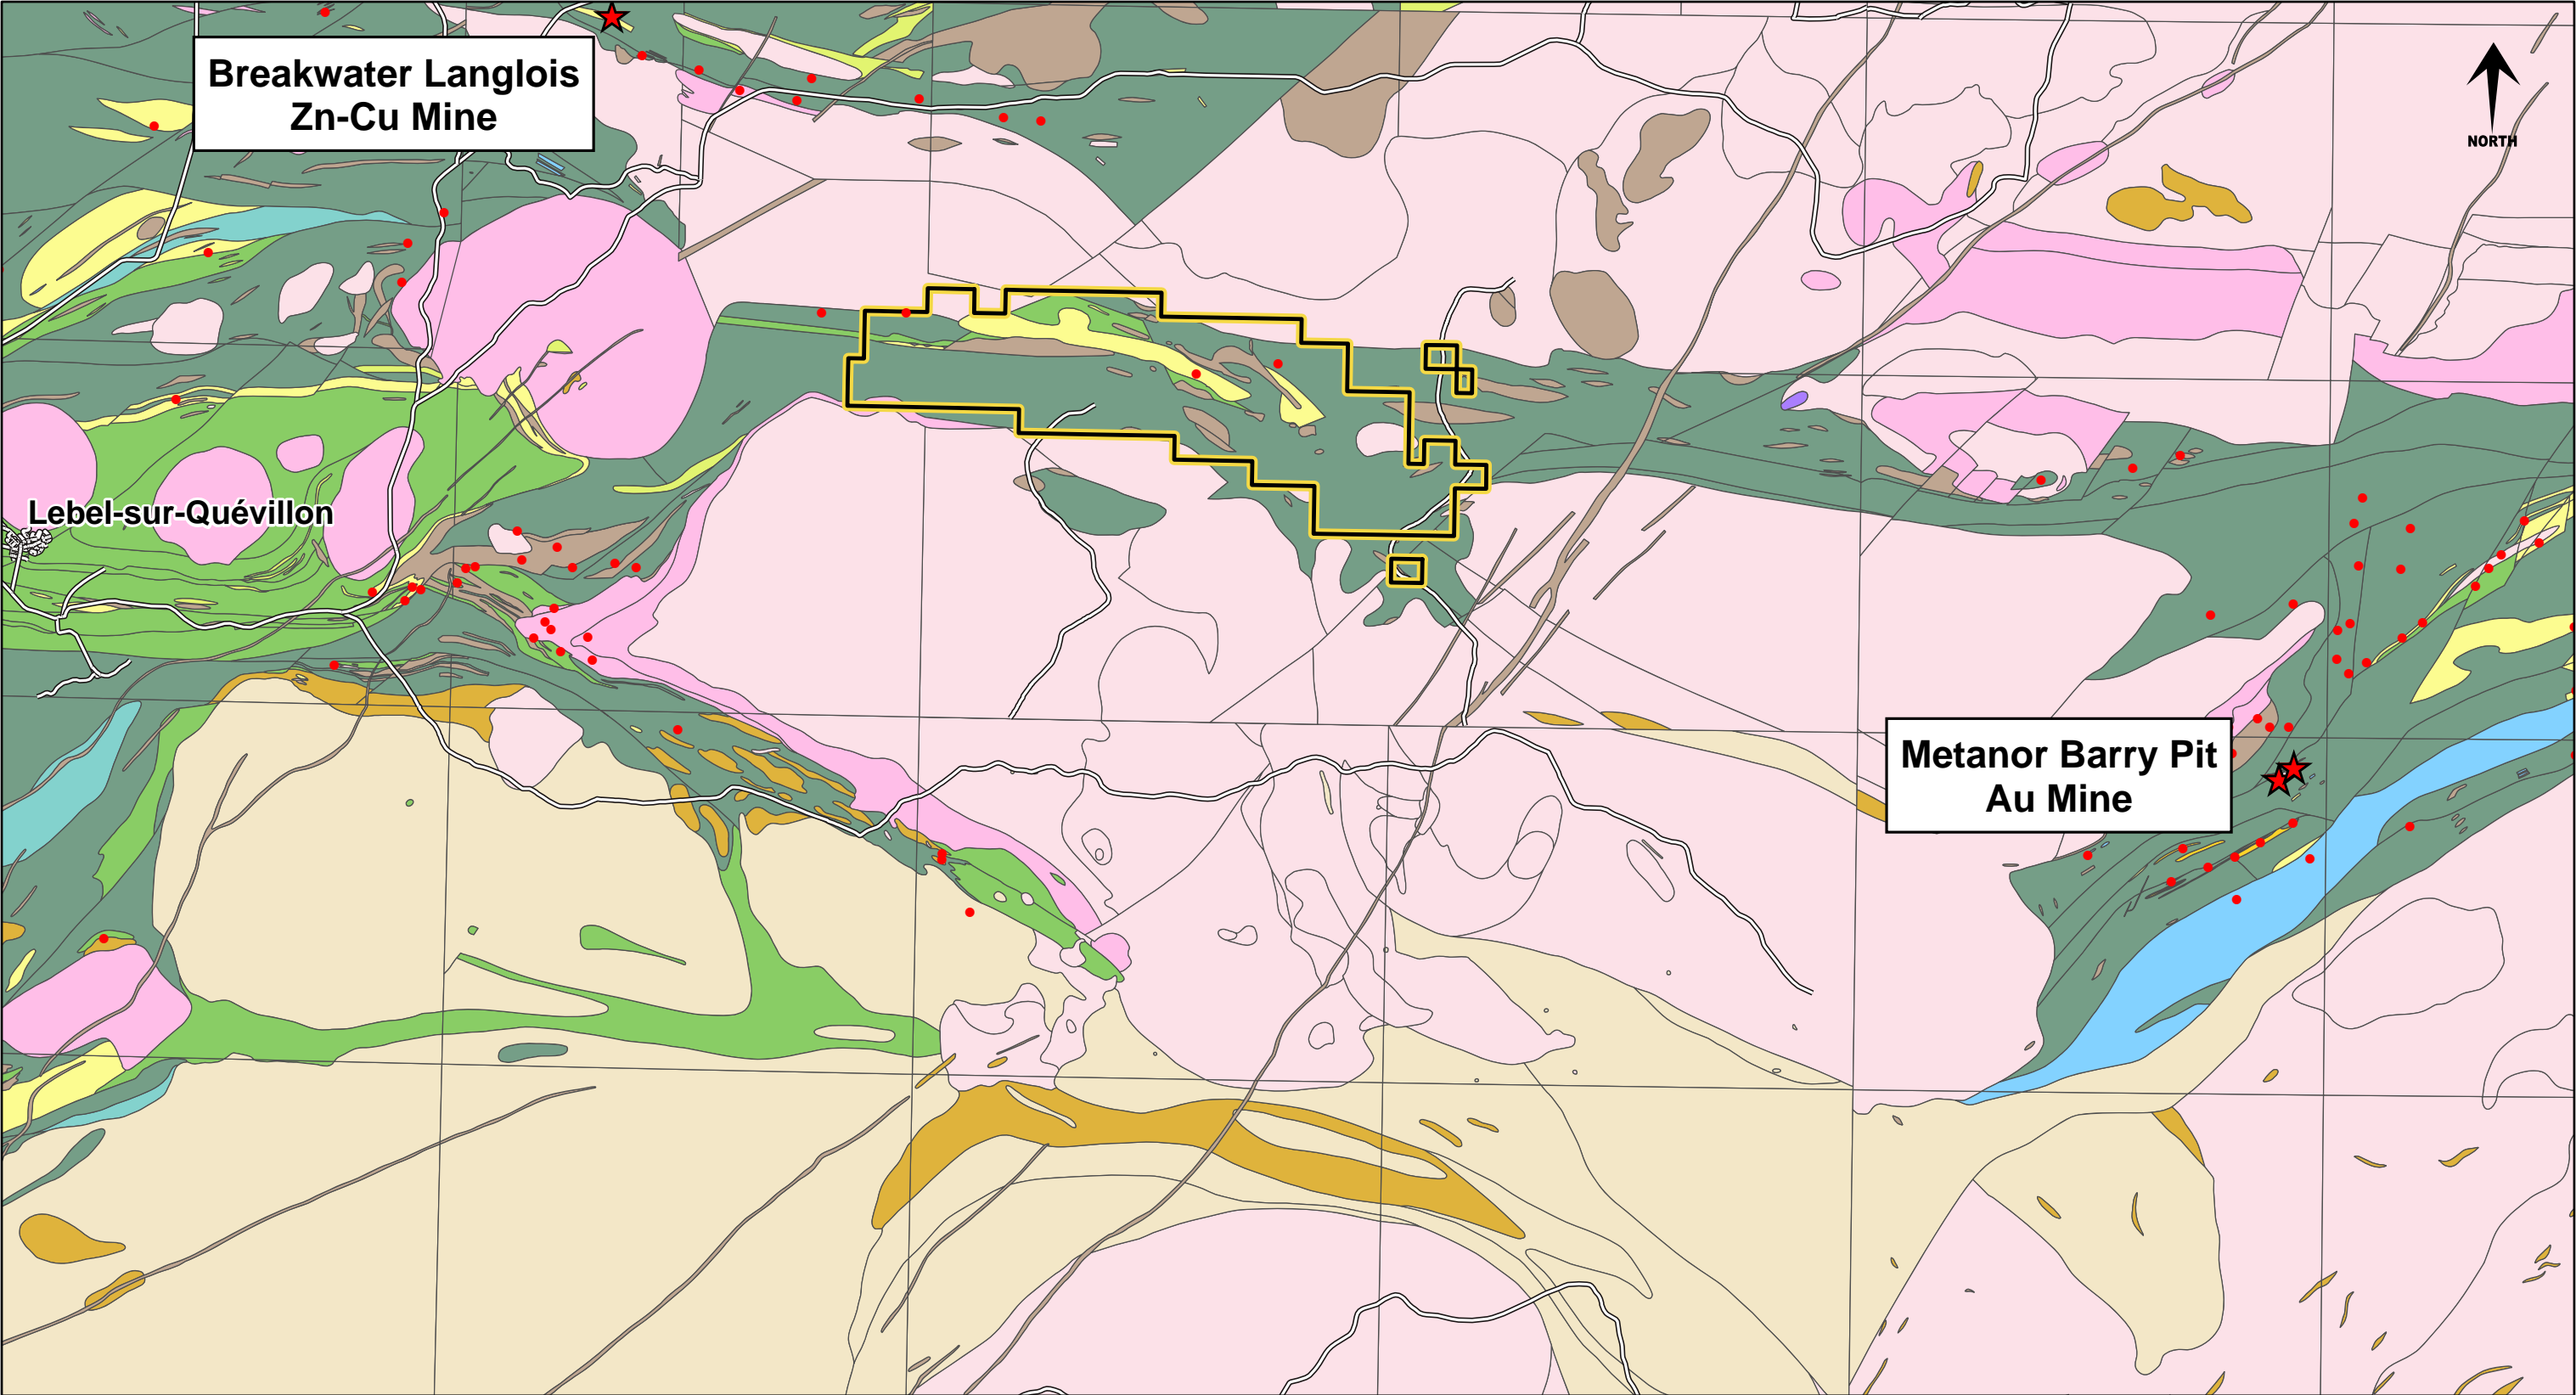 Breakwater Langlois
Zn-Cu Mine
NORTH
Lebel-sur-Quévillon
Metanor Barry Pit
Au Mine